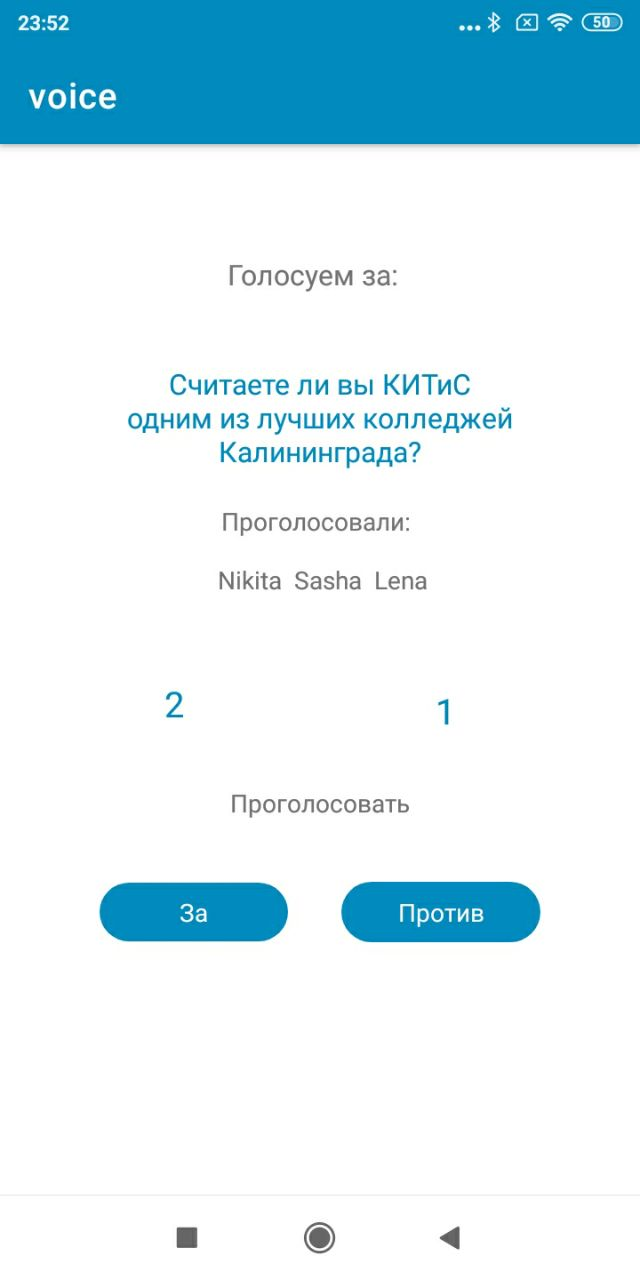 23:52
50
voice
Голосуем за:
Считаете ли вы КИТиС
одним из лучших колледжей
Калининграда?
Проголосовали:
Nikita Sasha Lena
2 1
Проголосовать
За Против